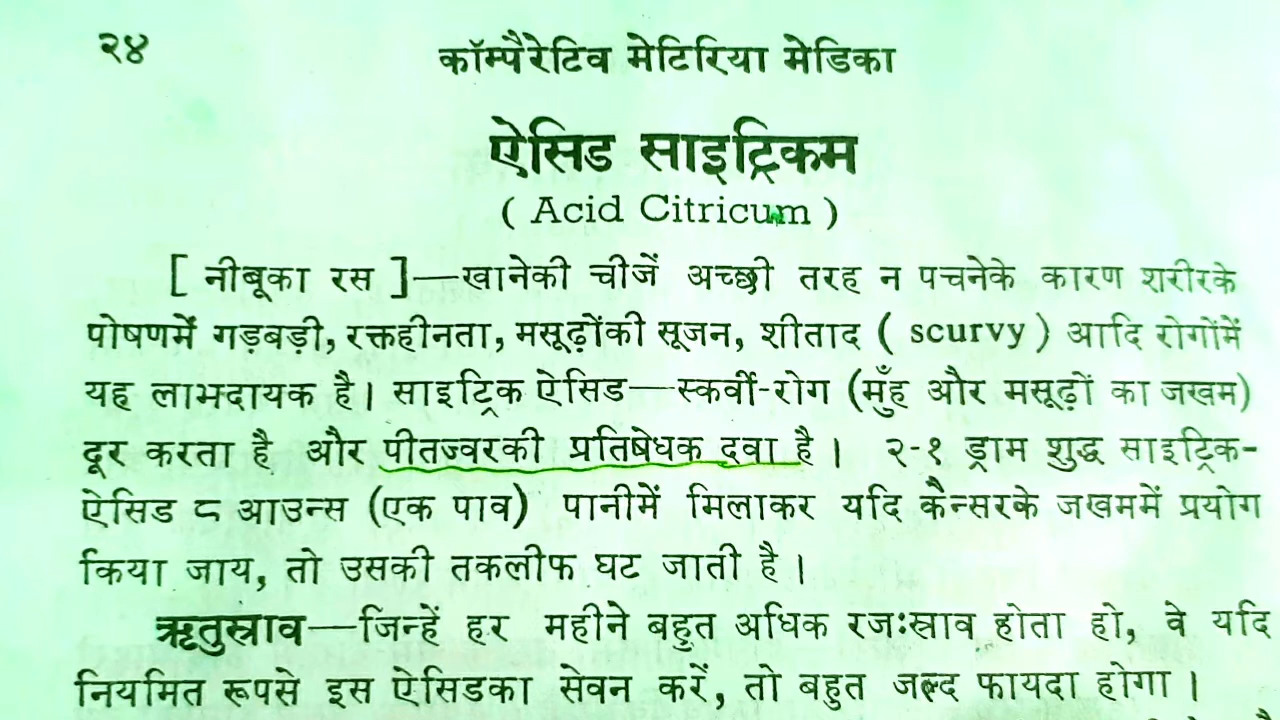 २४ कॉम्पैरेटिव मेटिरिया मेडिका
ऐसिड साइट्रिकम
( Acid Citricum )
[ नीबूका रस ]—खानेकी चीजें अच्छी तरह न पचनेके कारण शरीरके
पोषणमें गड़बड़ी, रक्तहीनता, मसूढ़ोंकी सूजन, शीताद ( scurvy ) आदि रोगोंमें
यह लाभदायक है। साइट्रिक ऐसिड—स्कर्वी-रोग (मुँह और मसूढ़ों का जखम)
दूर करता है और पीतज्वरकी प्रतिषेधक दवा है। २-१ ड्राम शुद्ध साइट्रिक-
ऐसिड ८ आउन्स (एक पाव) पानीमें मिलाकर यदि कैन्सरके जखममें प्रयोग
किया जाय, तो उसकी तकलीफ घट जाती है।
ऋतुस्राव—जिन्हें हर महीने बहुत अधिक रजःस्राव होता हो, वे यदि
नियमित रूपसे इस ऐसिडका सेवन करें, तो बहुत जल्द फायदा होगा।